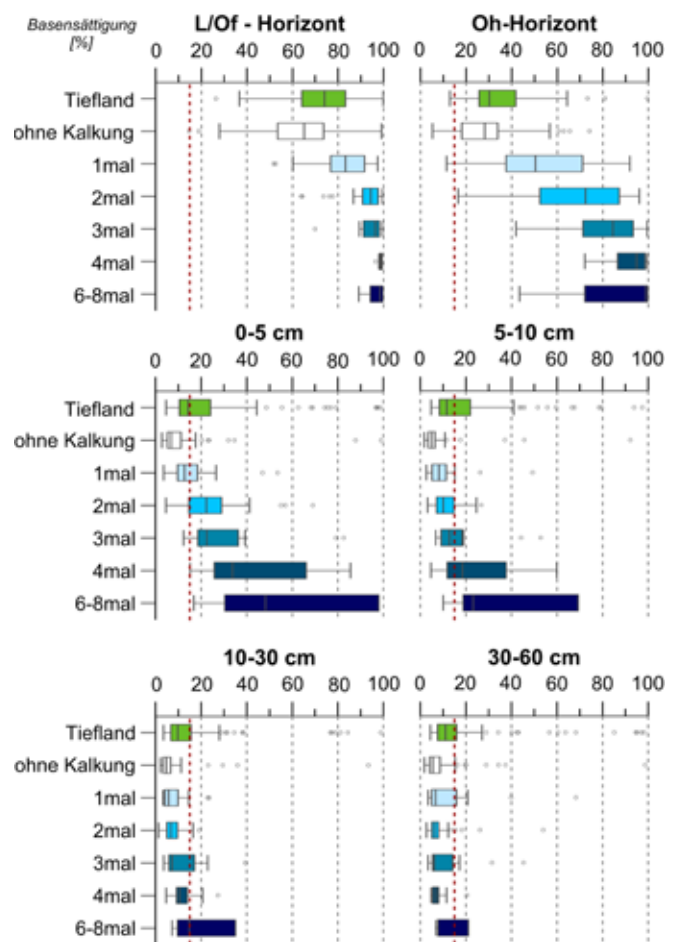 Basensättigung
[%]
L/Of - Horizont
Oh-Horizont
0 20 40 60 80 100
0 20 40 60 80 100
Tiefland
ohne Kalkung
1mal
2mal
3mal
4mal
6-8mal
0-5 cm
5-10 cm
0 20 40 60 80 100
0 20 40 60 80 100
Tiefland
ohne Kalkung
1mal
2mal
3mal
4mal
6-8mal
10-30 cm
30-60 cm
0 20 40 60 80 100
0 20 40 60 80 100
Tiefland
ohne Kalkung
1mal
2mal
3mal
4mal
6-8mal